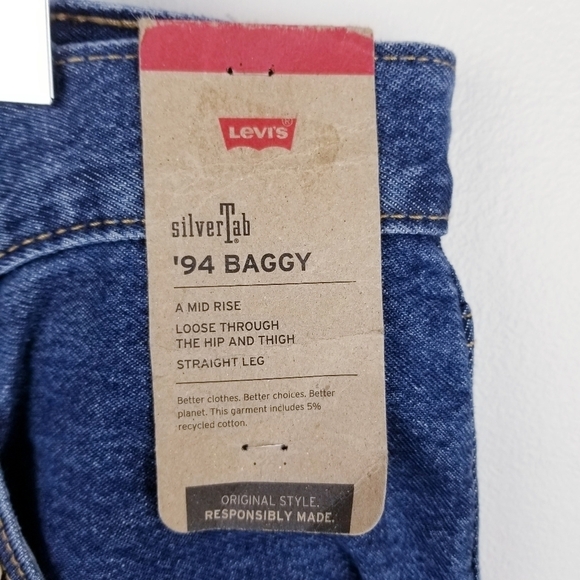 LEVI'S®
silverTab®
'94 BAGGY
A MID RISE
LOOSE THROUGH
THE HIP AND THIGH
STRAIGHT LEG
Better clothes. Better choices. Better
planet. This garment includes 5%
recycled cotton.
ORIGINAL STYLE.
RESPONSIBLY MADE.